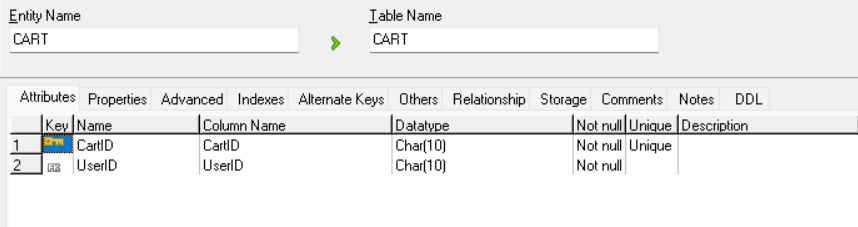 Entity Name Table Name
CART CART
Attributes Properties Advanced Indexes Alternate Keys Others Relationship Storage Comments Notes DDL
Key Name Column Name Datatype Not null Unique Description
1 CartID CartID Char(10) Not null Unique
2 FK UserID UserID Char(10) Not null